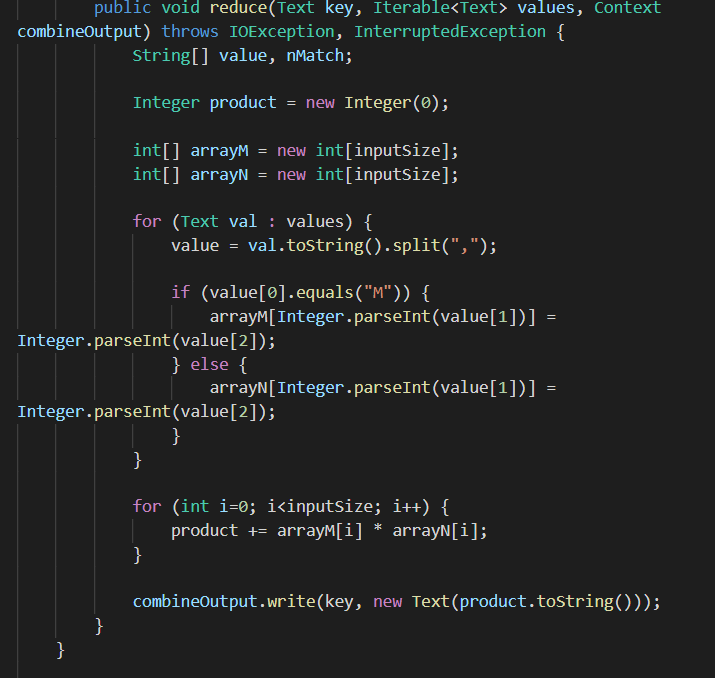 public void reduce(Text key, Iterable<Text> values, Context
combineOutput) throws IOException, InterruptedException {
String[] value, nMatch;
Integer product = new Integer(0);
int[] arrayM = new int[inputSize];
int[] arrayN = new int[inputSize];
for (Text val : values) {
value = val.toString().split(",");
if (value[0].equals("M")) {
arrayM[Integer.parseInt(value[1])] =
Integer.parseInt(value[2]);
} else {
arrayN[Integer.parseInt(value[1])] =
Integer.parseInt(value[2]);
}
}
for (int i=0; i<inputSize; i++) {
product += arrayM[i] * arrayN[i];
}
combineOutput.write(key, new Text(product.toString()));
}
}